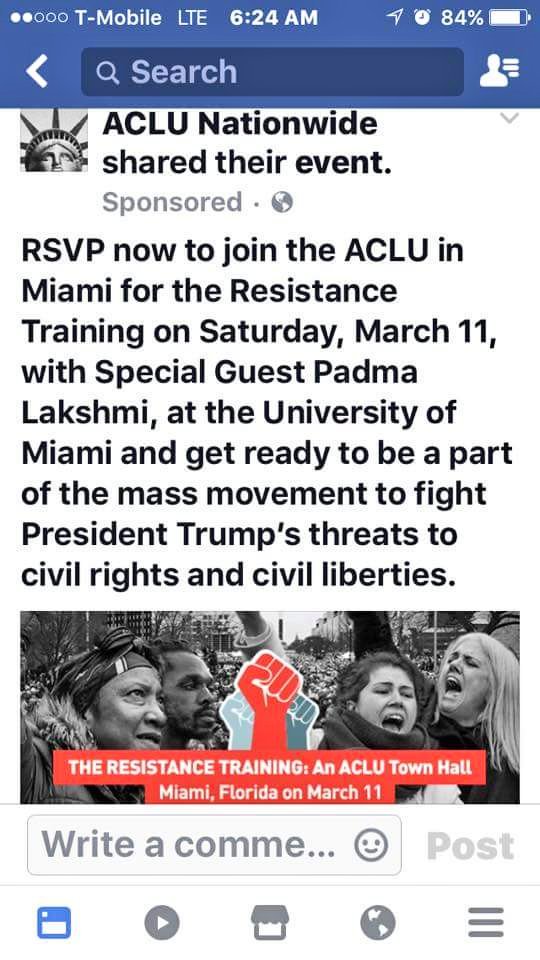 T-Mobile LTE 6:24 AM 84%
Search
ACLU Nationwide
shared their event.
Sponsored ·
RSVP now to join the ACLU in
Miami for the Resistance
Training on Saturday, March 11,
with Special Guest Padma
Lakshmi, at the University of
Miami and get ready to be a part
of the mass movement to fight
President Trump's threats to
civil rights and civil liberties.
THE RESISTANCE TRAINING: An ACLU Town Hall
Miami, Florida on March 11
Write a comme... Post